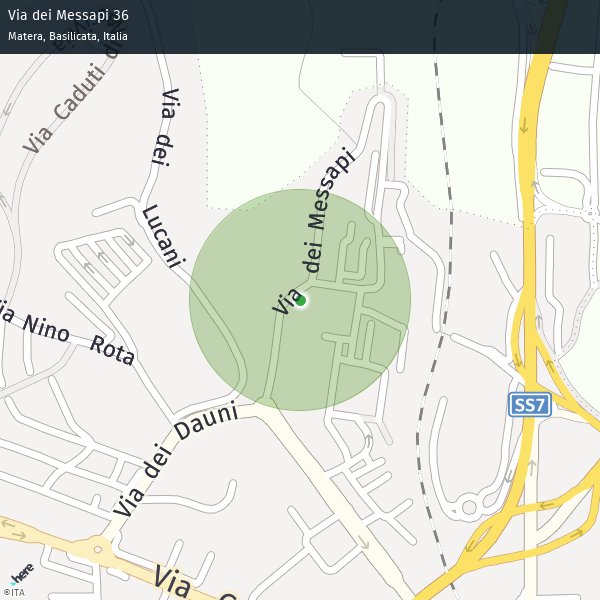 Via dei Messapi 36
Matera, Basilicata, Italia
Via Caduti di
Via dei
Lucani
Via dei Messapi
Nino Rota
Via dei Dauni
SS7
Via
here
©ITA